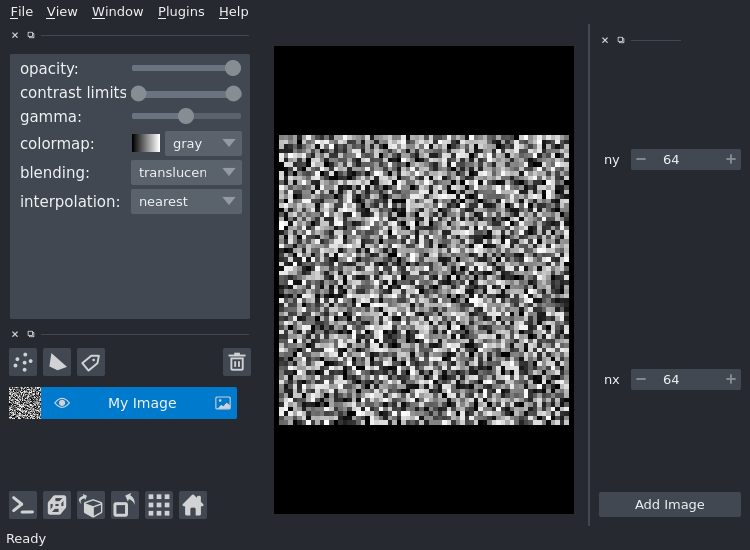 File View Window Plugins Help
opacity:
contrast limits
gamma:
colormap: gray
blending: translucen
interpolation: nearest
My Image
ny − 64 +
nx − 64 +
Add Image
Ready